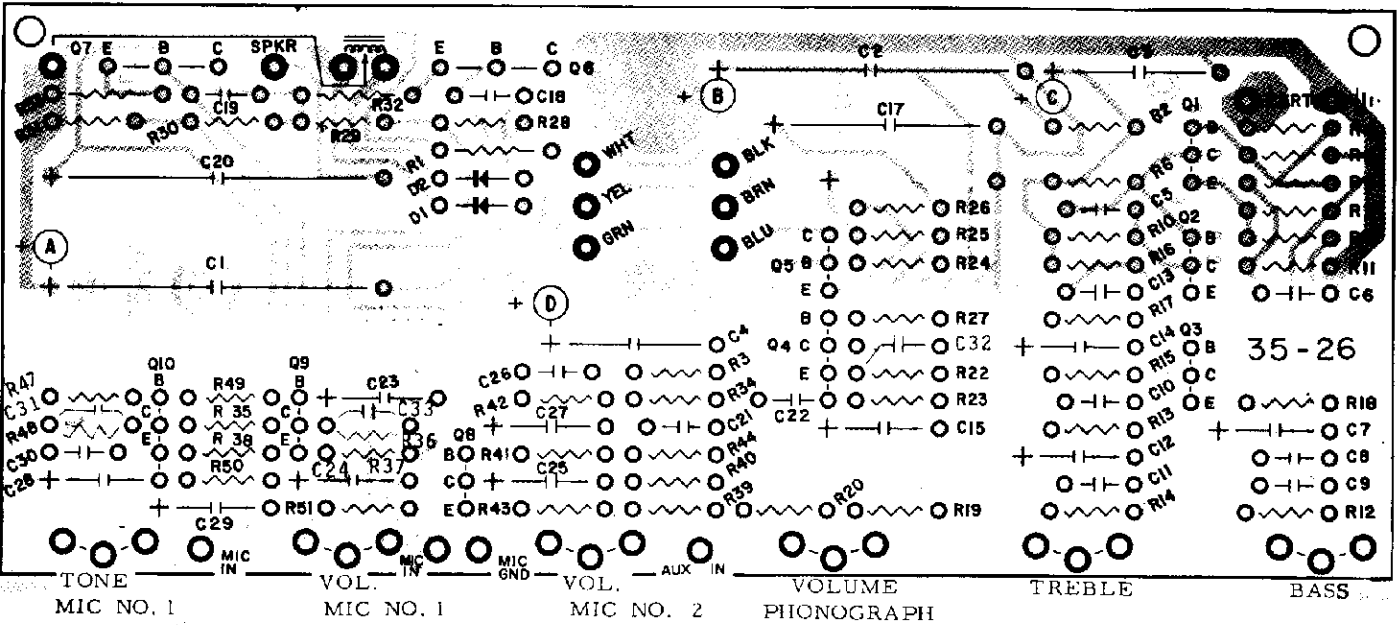 Q7 E B C SPKR E B C Q6 C2
R32 C19 C18 B C Q1
R30 R29 R28 C17 R2 B
R1 WHT BLK C
C20 D2 R6 E
D1 YEL BRN C5
R26 R10 Q2
A GRN BLU C R25 R16 B
C1 Q5 B R24 C13 C R11
E R17 E C6
D B R27 C14 Q3
C4 Q4 C C32 R15 B 35-26
R47 Q10 B R49 Q9 B C23 C26 R3 E R22 C10 C
C31 C R 35 C C33 R42 C27 R34 C22 R23 R13 E R18
R48 E R 38 E R36 Q8 C21 C15 C12 C7
C30 R50 C24 R37 B R41 C25 R44 C11 C8
C28 C R40 C9
C29 R51 E R43 R39 R20 R19 R14 R12
MIC IN MIC IN MIC GND AUX IN
TONE VOL. VOL. VOLUME TREBLE BASS
MIC NO. 1 MIC NO. 1 MIC NO. 2 PHONOGRAPH